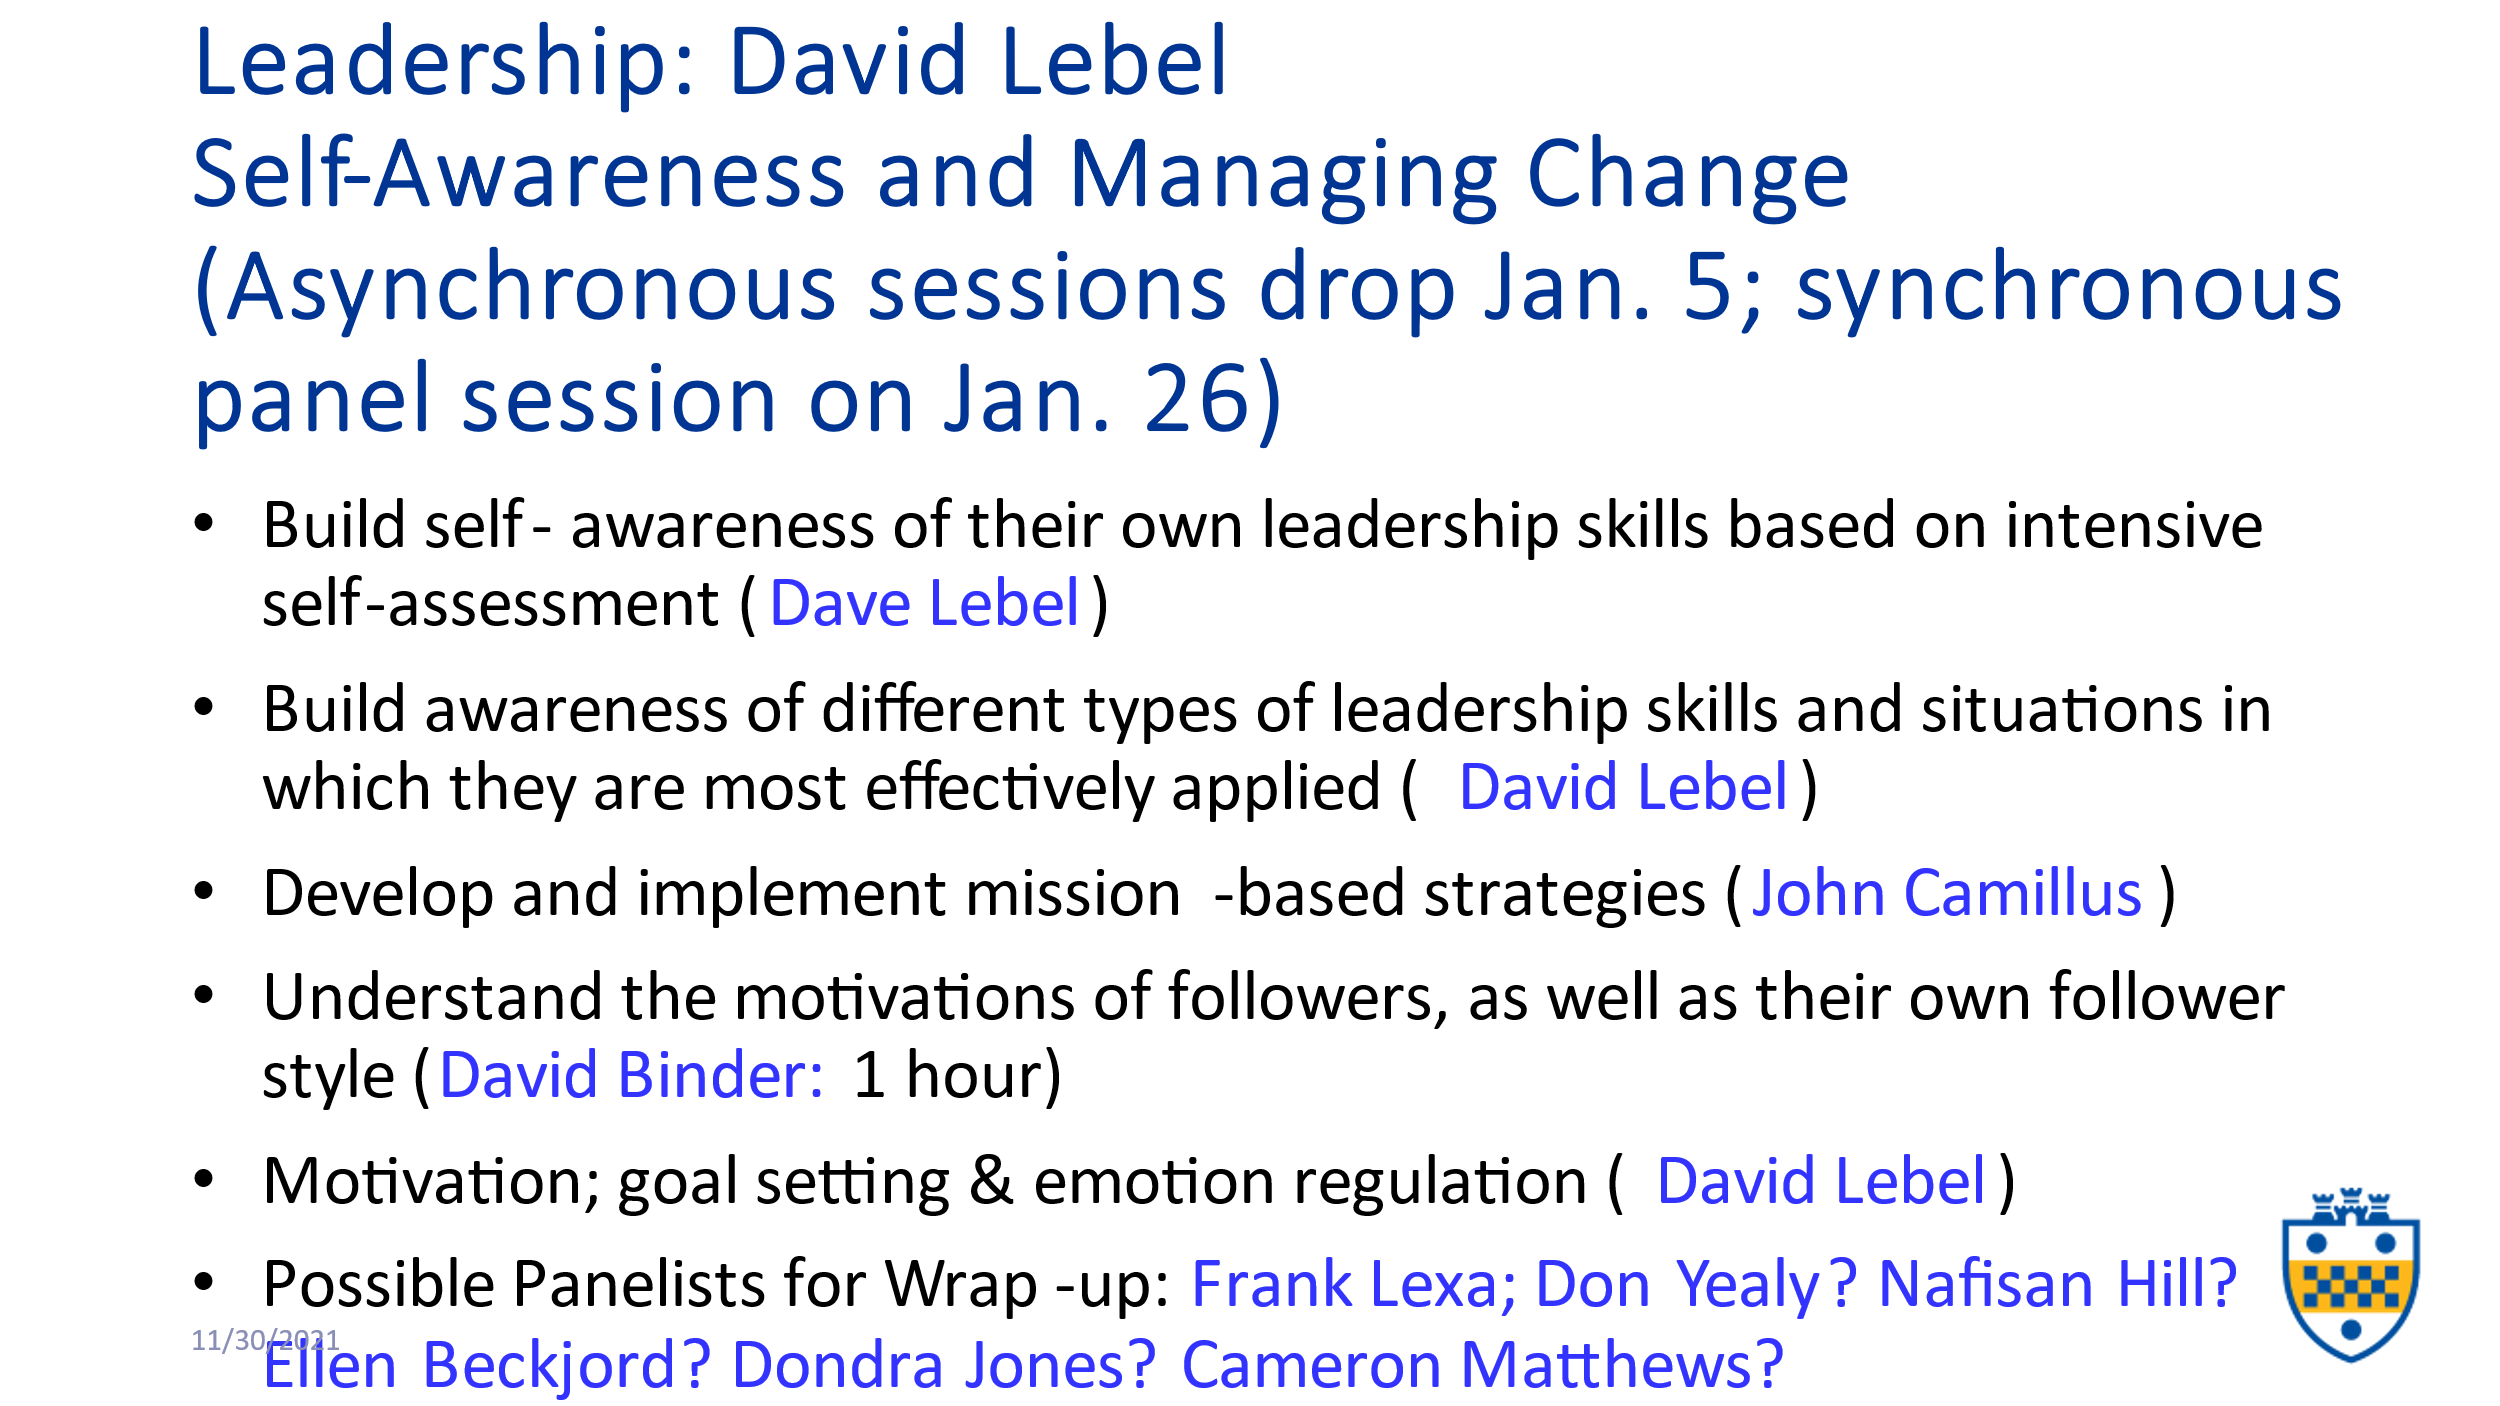 Leadership: David Lebel
Self-Awareness and Managing Change
(Asynchronous sessions drop Jan. 5; synchronous
panel session on Jan. 26)
• Build self- awareness of their own leadership skills based on intensive
self-assessment (Dave Lebel)
• Build awareness of different types of leadership skills and situations in
which they are most effectively applied ( David Lebel)
• Develop and implement mission -based strategies (John Camillus )
• Understand the motivations of followers, as well as their own follower
style (David Binder: 1 hour)
• Motivation; goal setting & emotion regulation ( David Lebel)
• Possible Panelists for Wrap -up: Frank Lexa; Don Yealy? Nafisan Hill?
Ellen Beckjord? Dondra Jones? Cameron Matthews?
11/30/2021